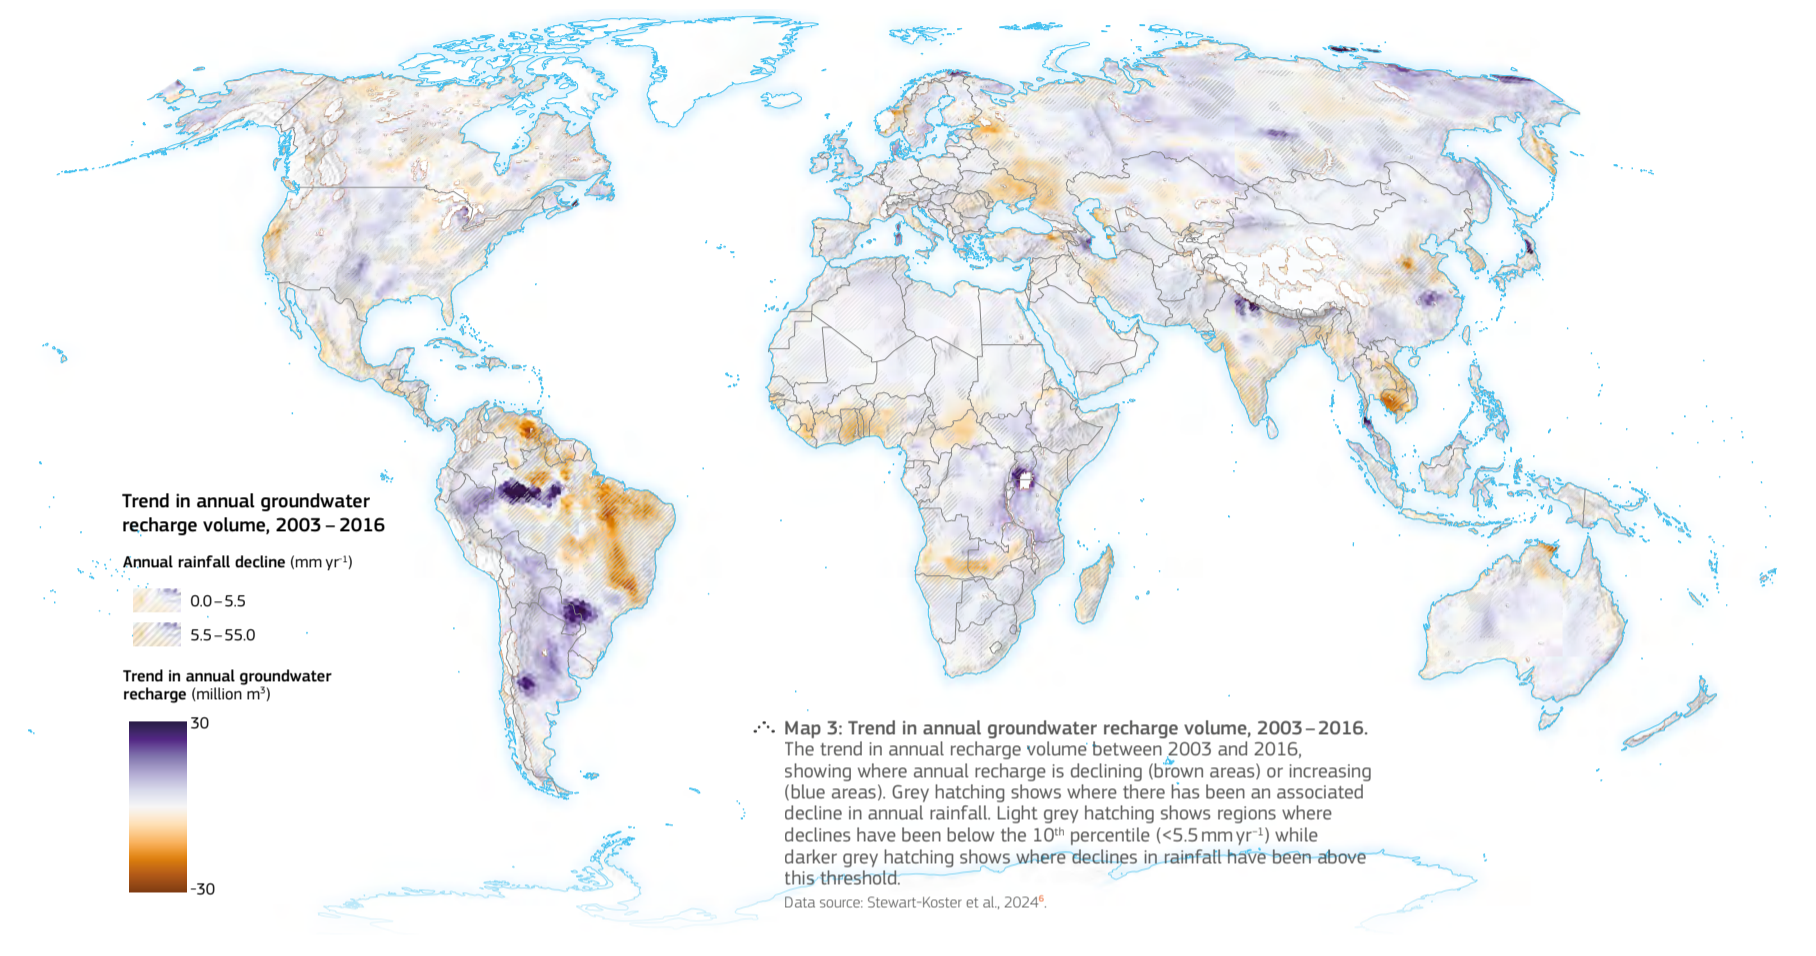 Trend in annual groundwater
recharge volume, 2003 – 2016
Annual rainfall decline (mm yr⁻¹)
0.0 – 5.5
5.5 – 55.0
Trend in annual groundwater
recharge (million m³)
30
-30
Map 3: Trend in annual groundwater recharge volume, 2003 – 2016.
The trend in annual recharge volume between 2003 and 2016,
showing where annual recharge is declining (brown areas) or increasing
(blue areas). Grey hatching shows where there has been an associated
decline in annual rainfall. Light grey hatching shows regions where
declines have been below the 10th percentile (<5.5 mm yr⁻¹) while
darker grey hatching shows where declines in rainfall have been above
this threshold.
Data source: Stewart-Koster et al., 2024⁶.